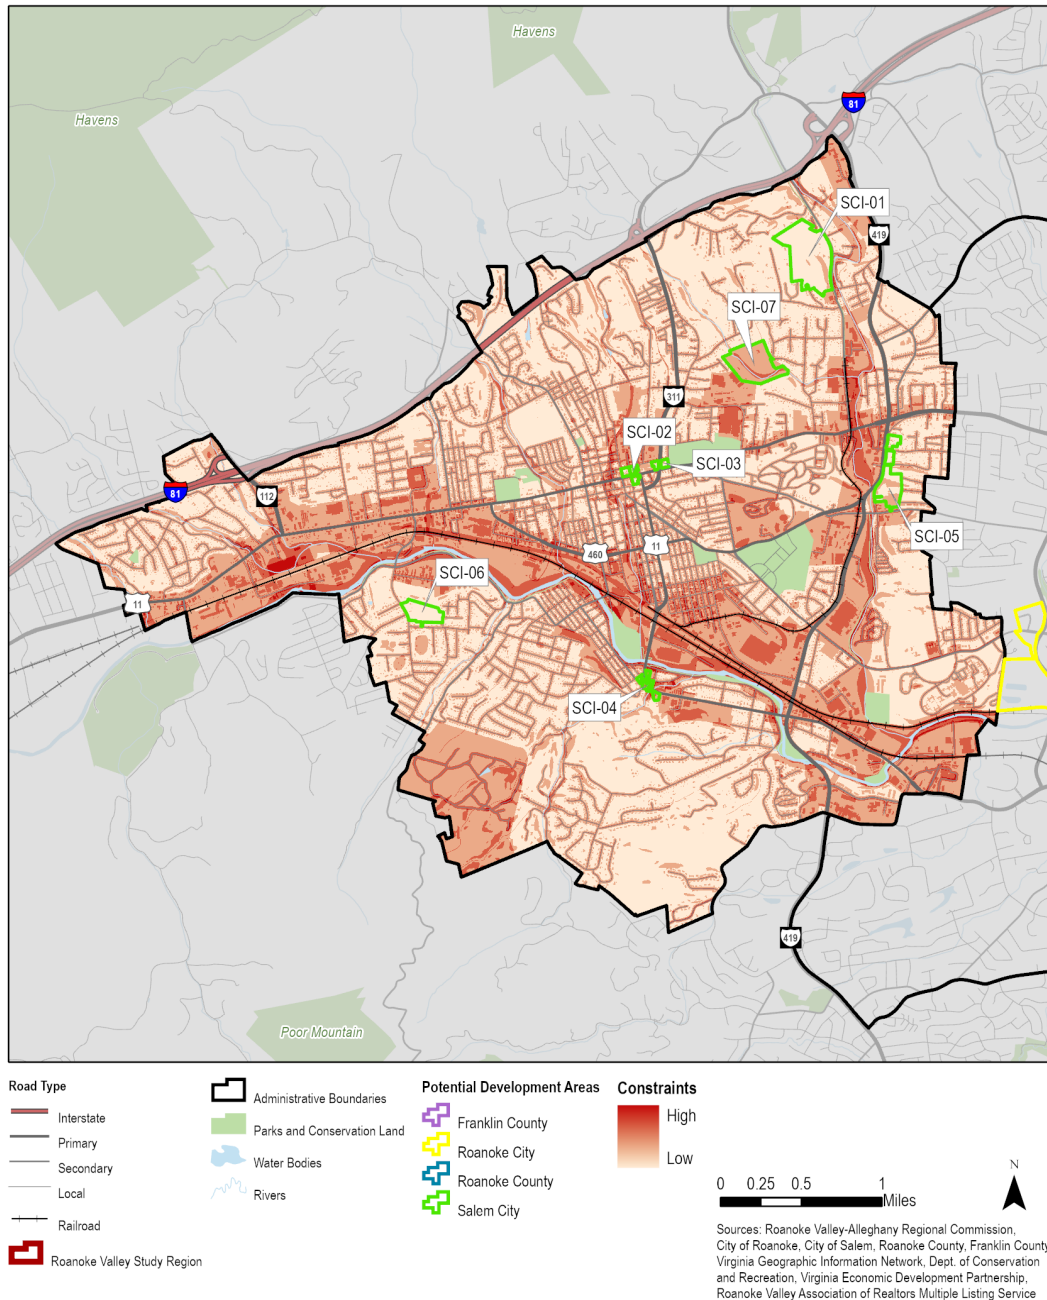 Havens
Havens
81
SCI-01
419
SCI-07
311
SCI-02
SCI-03
81
112
SCI-05
460
11
SCI-06
11
SCI-04
419
Poor Mountain
Road Type
Interstate
Primary
Secondary
Local
Railroad
Roanoke Valley Study Region
Administrative Boundaries
Parks and Conservation Land
Water Bodies
Rivers
Potential Development Areas
Franklin County
Roanoke City
Roanoke County
Salem City
Constraints
High
Low
N
0 0.25 0.5 1
Miles
Sources: Roanoke Valley-Alleghany Regional Commission,
City of Roanoke, City of Salem, Roanoke County, Franklin County
Virginia Geographic Information Network, Dept. of Conservation
and Recreation, Virginia Economic Development Partnership,
Roanoke Valley Association of Realtors Multiple Listing Service